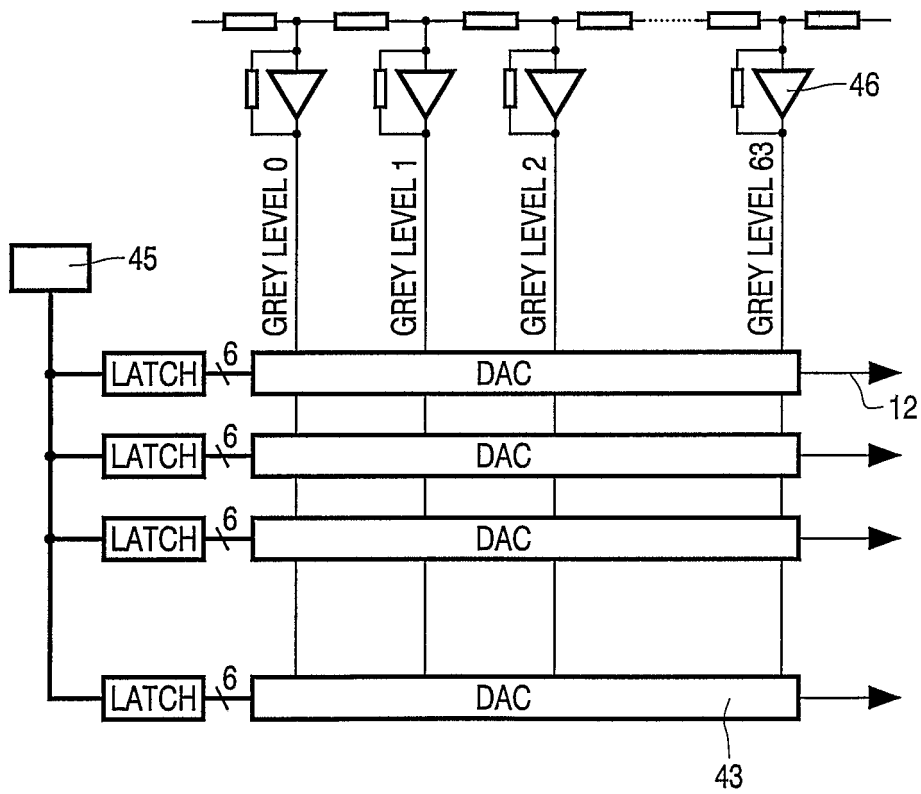 46
GREY LEVEL 0
GREY LEVEL 1
GREY LEVEL 2
GREY LEVEL 63
45
LATCH 6 DAC
12
LATCH 6 DAC
LATCH 6 DAC
LATCH 6 DAC
43